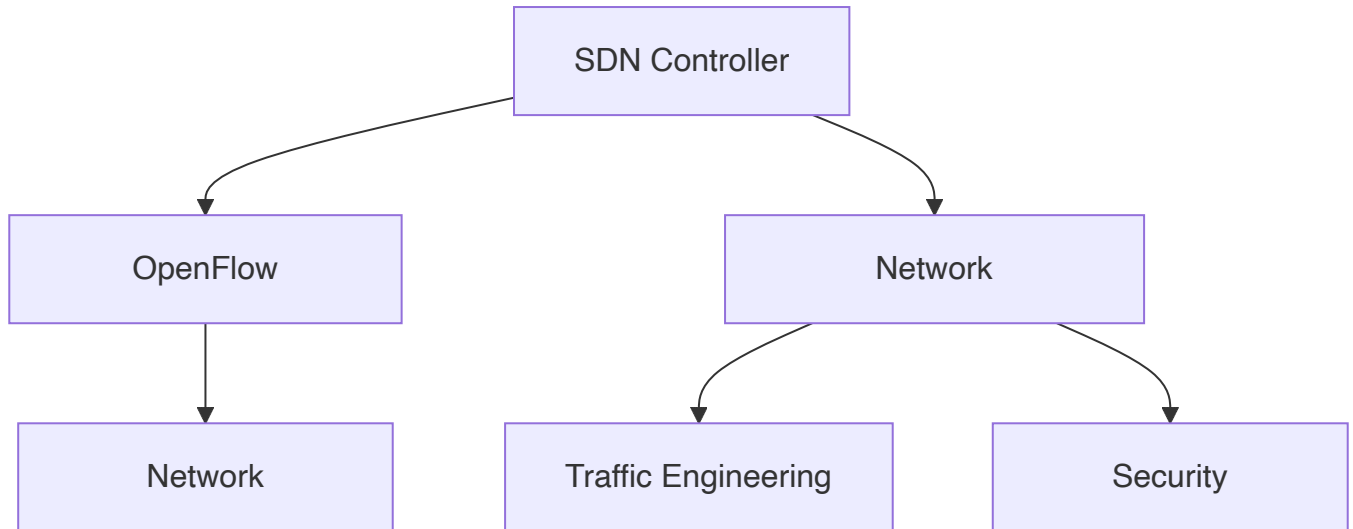 SDN Controller
OpenFlow
Network
Network
Traffic Engineering
Security